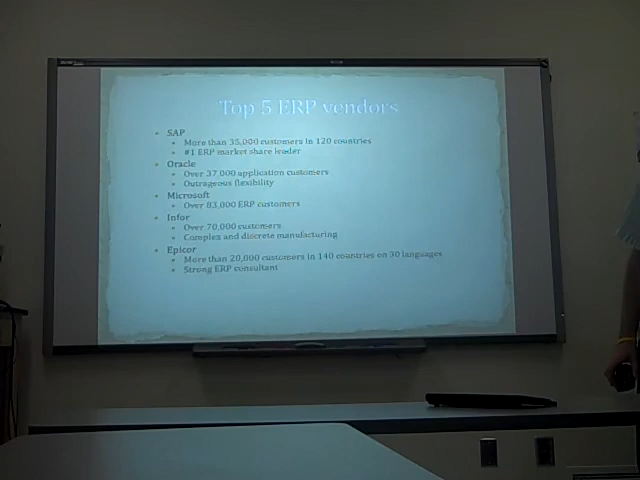 Top 5 ERP vendors
SAP
More than 35,000 customers in 120 countries
#1 ERP market share leader
Oracle
Over 37,000 application customers
Outrageous flexibility
Microsoft
Over 83,000 ERP customers
Infor
Over 70,000 customers
Complex and discrete manufacturing
Epicor
More than 20,000 customers in 140 countries on 30 languages
Strong ERP consultant